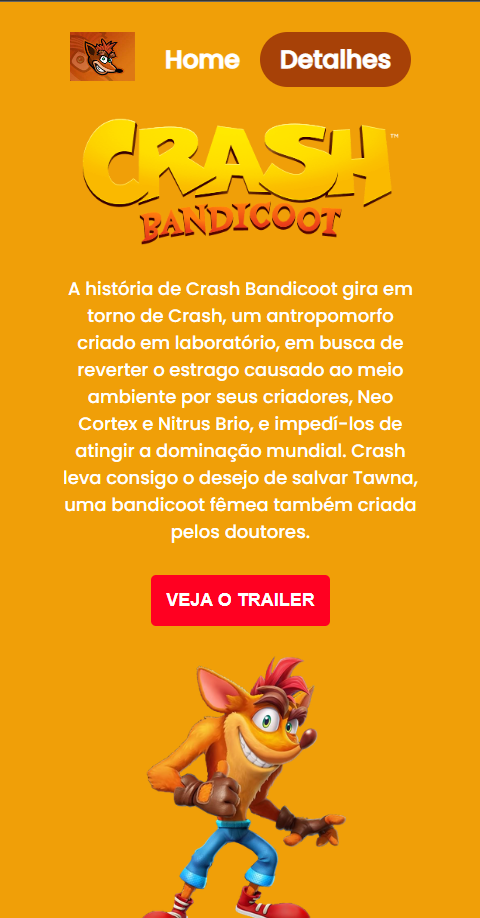 Home Detalhes
CRASH™
BANDICOOT
A história de Crash Bandicoot gira em
torno de Crash, um antropomorfo
criado em laboratório, em busca de
reverter o estrago causado ao meio
ambiente por seus criadores, Neo
Cortex e Nitrus Brio, e impedí-los de
atingir a dominação mundial. Crash
leva consigo o desejo de salvar Tawna,
uma bandicoot fêmea também criada
pelos doutores.
VEJA O TRAILER